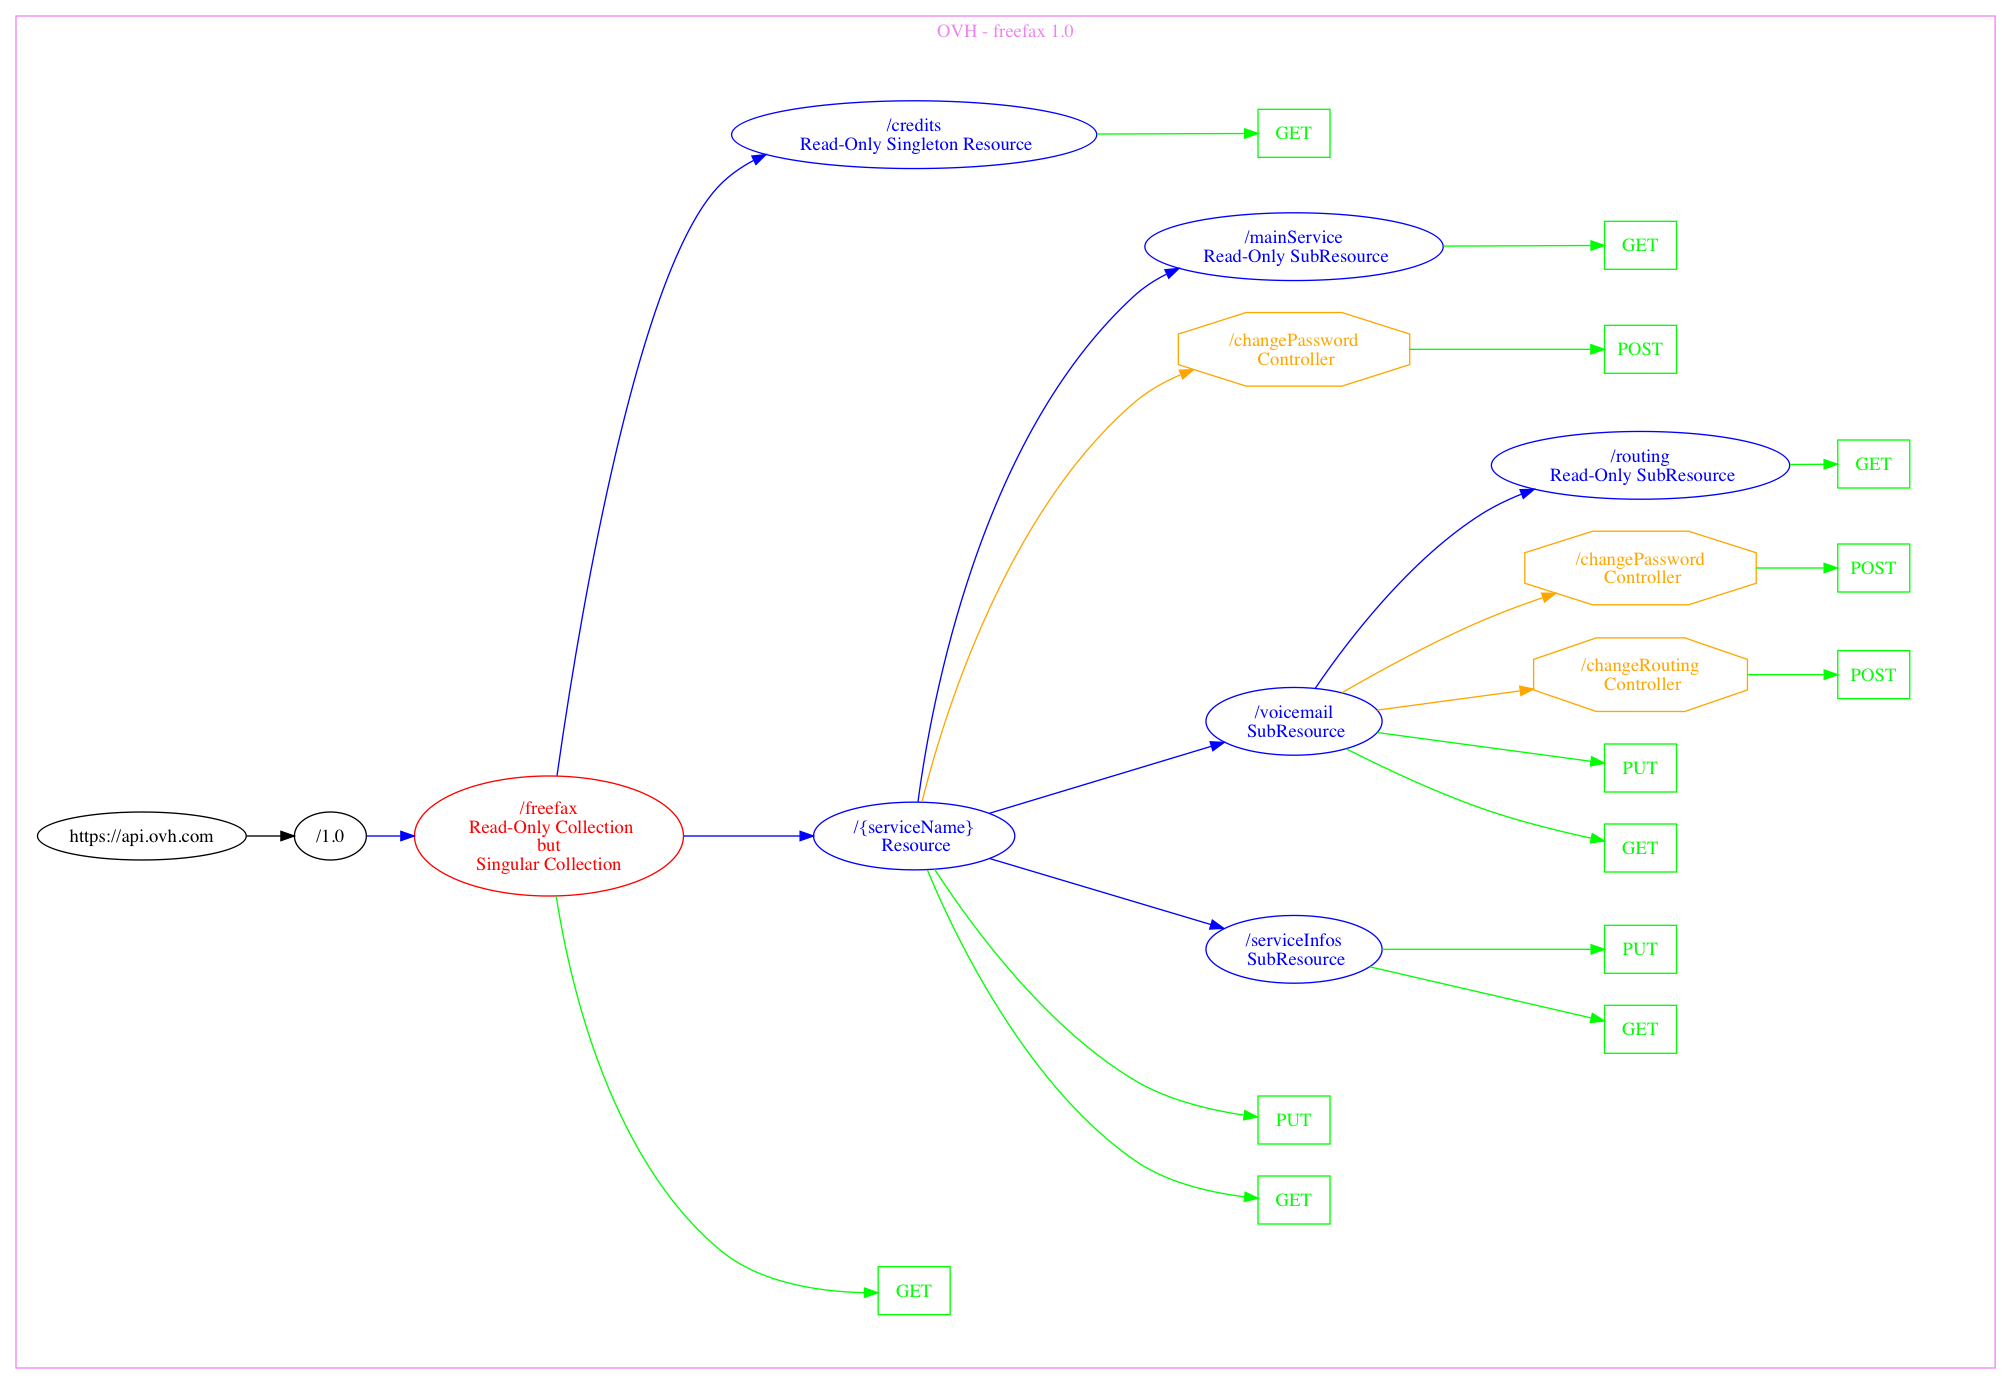 OVH - freefax 1.0
/credits
Read-Only Singleton Resource
GET
/mainService
Read-Only SubResource
GET
/changePassword
Controller
POST
/routing
Read-Only SubResource
GET
/changePassword
Controller
POST
/changeRouting
Controller
POST
/voicemail
SubResource
PUT
GET
https://api.ovh.com
/1.0
/freefax
Read-Only Collection
but
Singular Collection
/{serviceName}
Resource
/serviceInfos
SubResource
PUT
GET
PUT
GET
GET